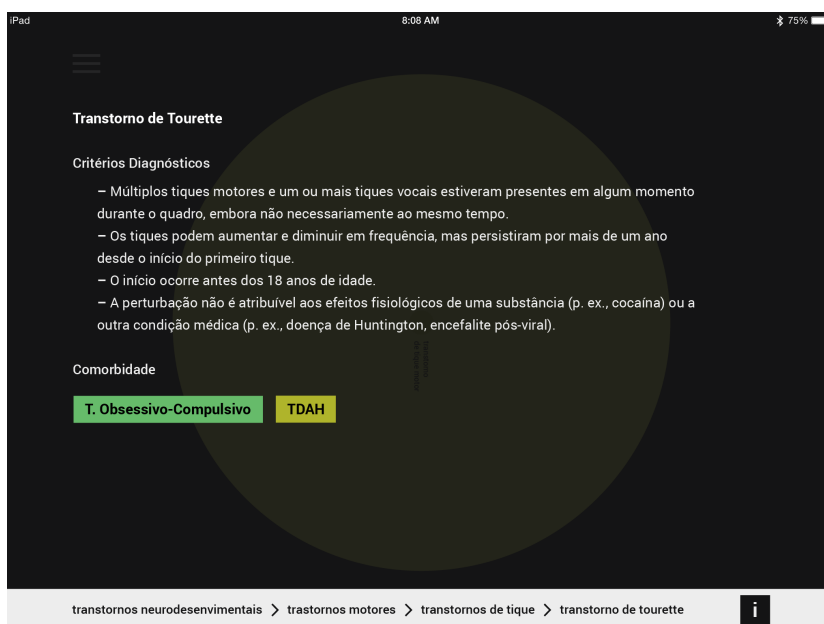 iPad 8:08 AM 75%
Transtorno de Tourette
Critérios Diagnósticos
– Múltiplos tiques motores e um ou mais tiques vocais estiveram presentes em algum momento
durante o quadro, embora não necessariamente ao mesmo tempo.
– Os tiques podem aumentar e diminuir em frequência, mas persistiram por mais de um ano
desde o início do primeiro tique.
– O início ocorre antes dos 18 anos de idade.
– A perturbação não é atribuível aos efeitos fisiológicos de uma substância (p. ex., cocaína) ou a
outra condição médica (p. ex., doença de Huntington, encefalite pós-viral).
Comorbidade
T. Obsessivo-Compulsivo TDAH
transtornos neurodesenvimentais > trastornos motores > transtornos de tique > transtorno de tourette i